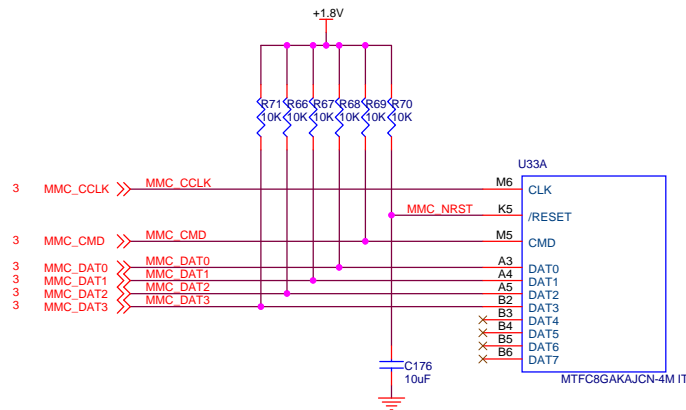 +1.8V
R71 R66 R67 R68 R69 R70
10K 10K 10K 10K 10K 10K
U33A
3 MMC_CCLK MMC_CCLK M6 CLK
MMC_NRST K5 /RESET
3 MMC_CMD MMC_CMD M5 CMD
3 MMC_DAT0 MMC_DAT0 A3 DAT0
3 MMC_DAT1 MMC_DAT1 A4 DAT1
3 MMC_DAT2 MMC_DAT2 A5 DAT2
3 MMC_DAT3 MMC_DAT3 B2 DAT3
B3 DAT4
B4 DAT5
B5 DAT6
B6 DAT7
C176
10uF
MTFC8GAKAJCN-4M IT